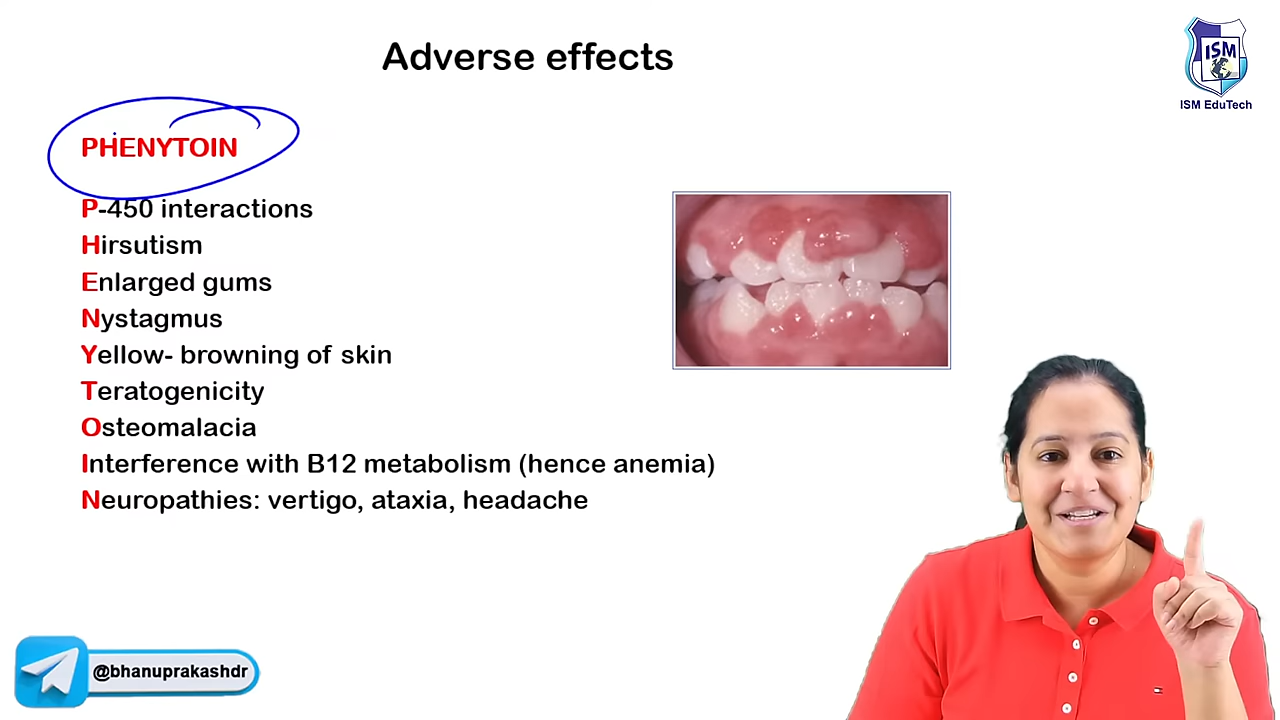 Adverse effects
ISM
ISM EduTech
PHENYTOIN
P-450 interactions
Hirsutism
Enlarged gums
Nystagmus
Yellow- browning of skin
Teratogenicity
Osteomalacia
Interference with B12 metabolism (hence anemia)
Neuropathies: vertigo, ataxia, headache
@bhanuprakashdr